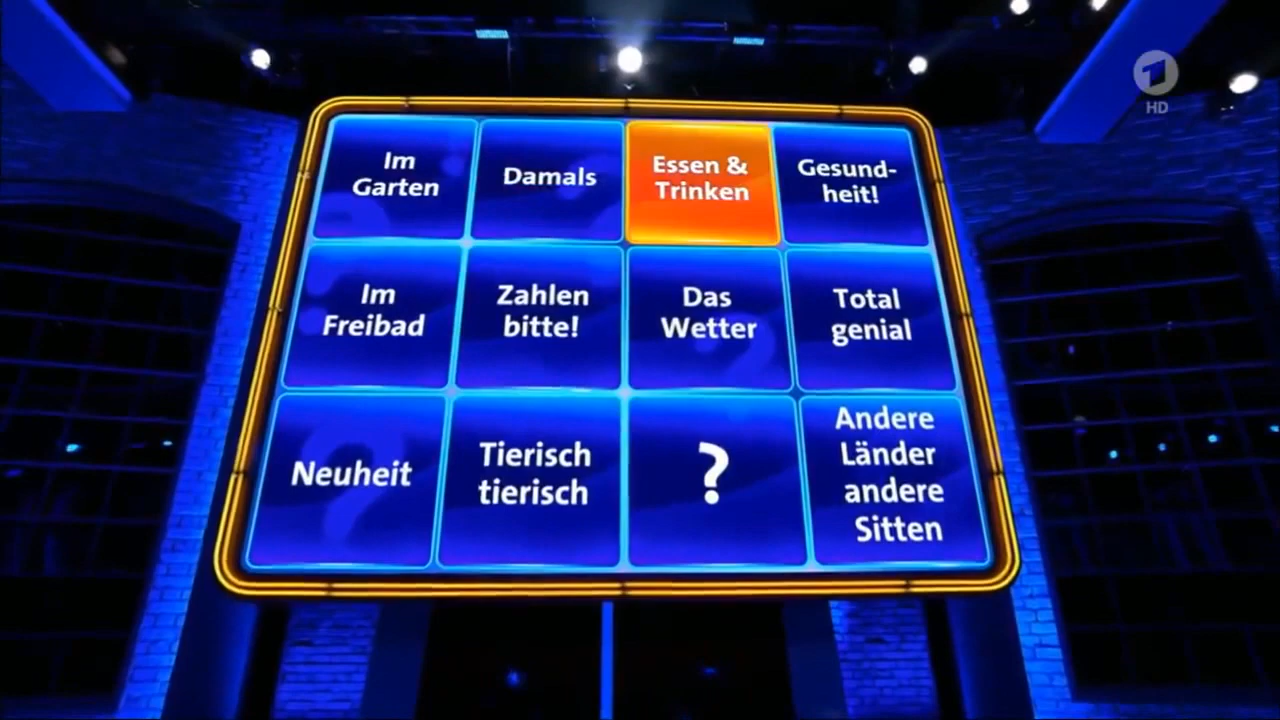 1
HD
Im
Garten
Damals
Essen &
Trinken
Gesund-
heit!
Im
Freibad
Zahlen
bitte!
Das
Wetter
Total
genial
Neuheit
Tierisch
tierisch
?
Andere
Länder
andere
Sitten